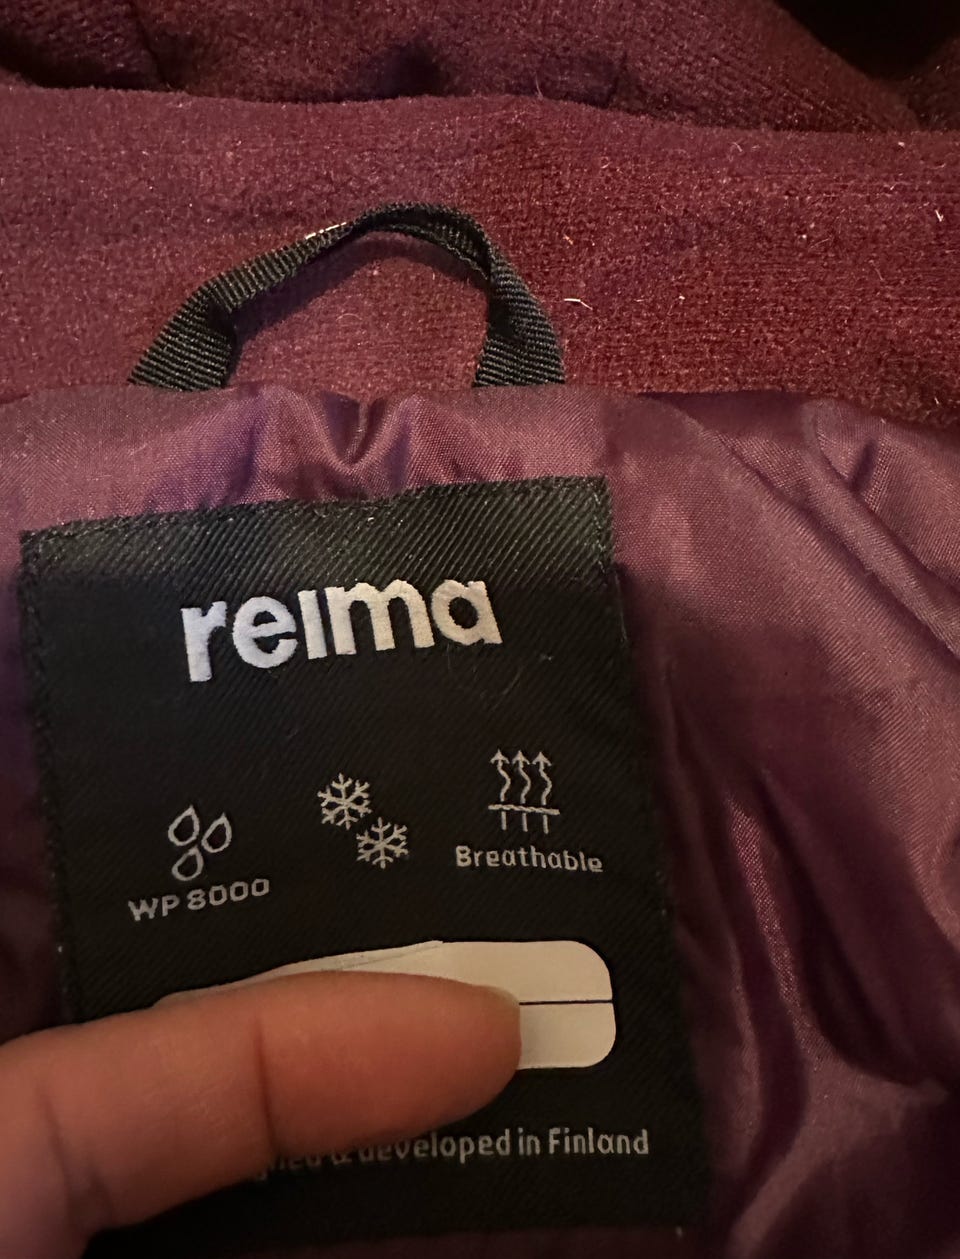 reima
WP 8000
Breathable
& developed in Finland